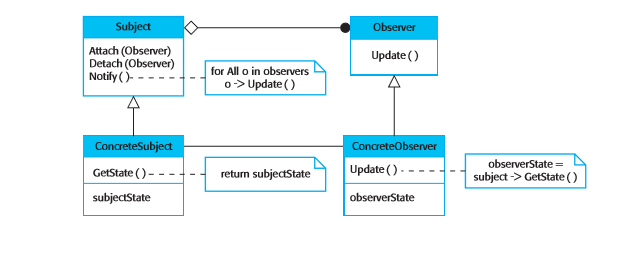 Subject
Observer
Attach (Observer)
Detach (Observer)
Notify ( )
Update ( )
for All o in observers
o -> Update ( )
ConcreteSubject
ConcreteObserver
GetState ( )
return subjectState
Update ( )
observerState =
subject -> GetState ( )
subjectState
observerState